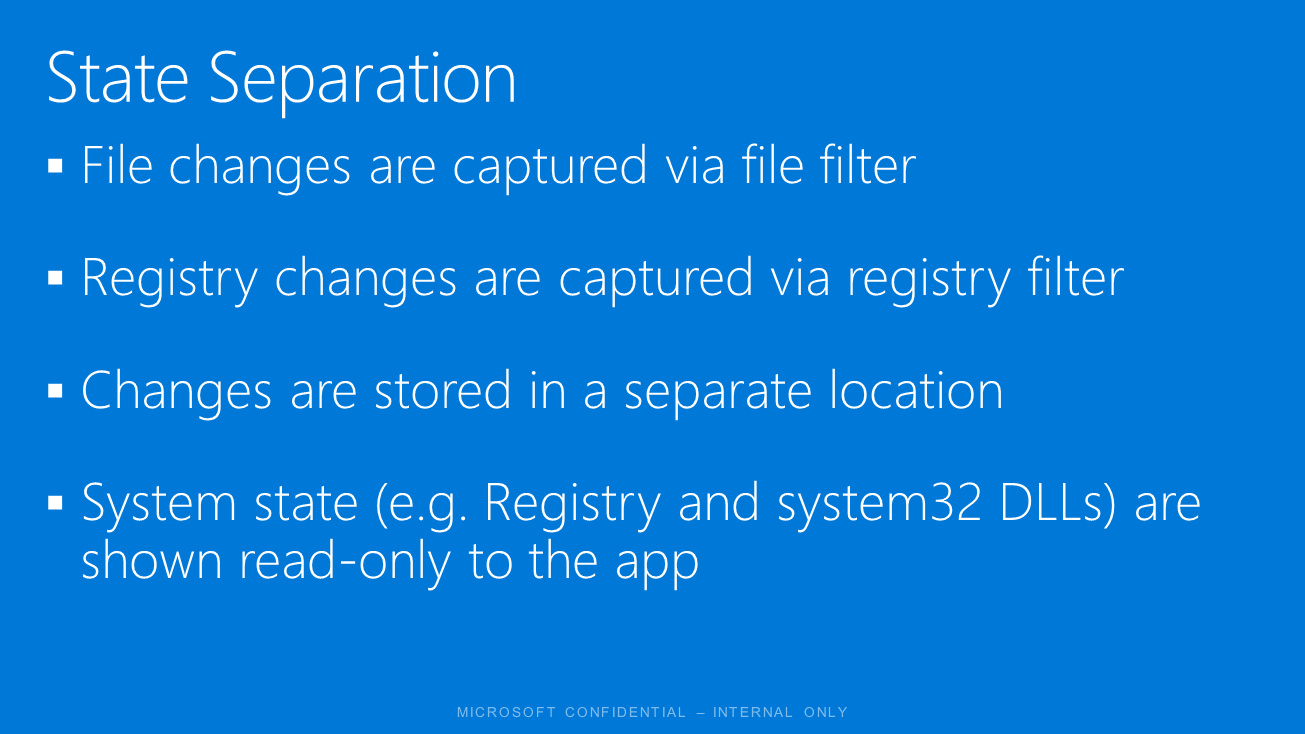 State Separation
▪ File changes are captured via file filter
▪ Registry changes are captured via registry filter
▪ Changes are stored in a separate location
▪ System state (e.g. Registry and system32 DLLs) are
shown read-only to the app
MICROSOFT CONFIDENTIAL – INTERNAL ONLY